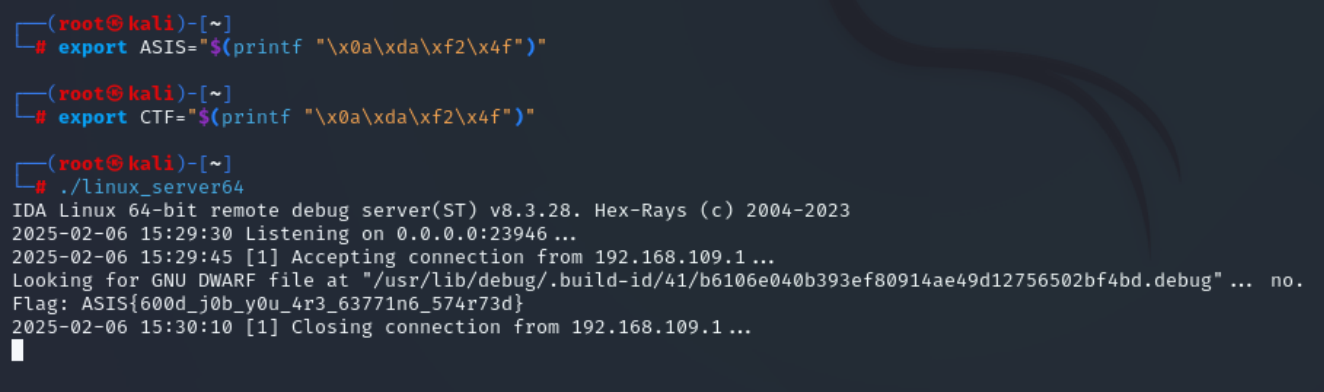 ┌──(root㉿kali)-[~]
└─# export ASIS="$(printf "\x0a\xda\xf2\x4f")"
┌──(root㉿kali)-[~]
└─# export CTF="$(printf "\x0a\xda\xf2\x4f")"
┌──(root㉿kali)-[~]
└─# ./linux_server64
IDA Linux 64-bit remote debug server(ST) v8.3.28. Hex-Rays (c) 2004-2023
2025-02-06 15:29:30 Listening on 0.0.0.0:23946...
2025-02-06 15:29:45 [1] Accepting connection from 192.168.109.1...
Looking for GNU DWARF file at "/usr/lib/debug/.build-id/41/b6106e040b393ef80914ae49d12756502bf4bd.debug"... no.
Flag: ASIS{600d_j0b_y0u_4r3_63771n6_574r73d}
2025-02-06 15:30:10 [1] Closing connection from 192.168.109.1...